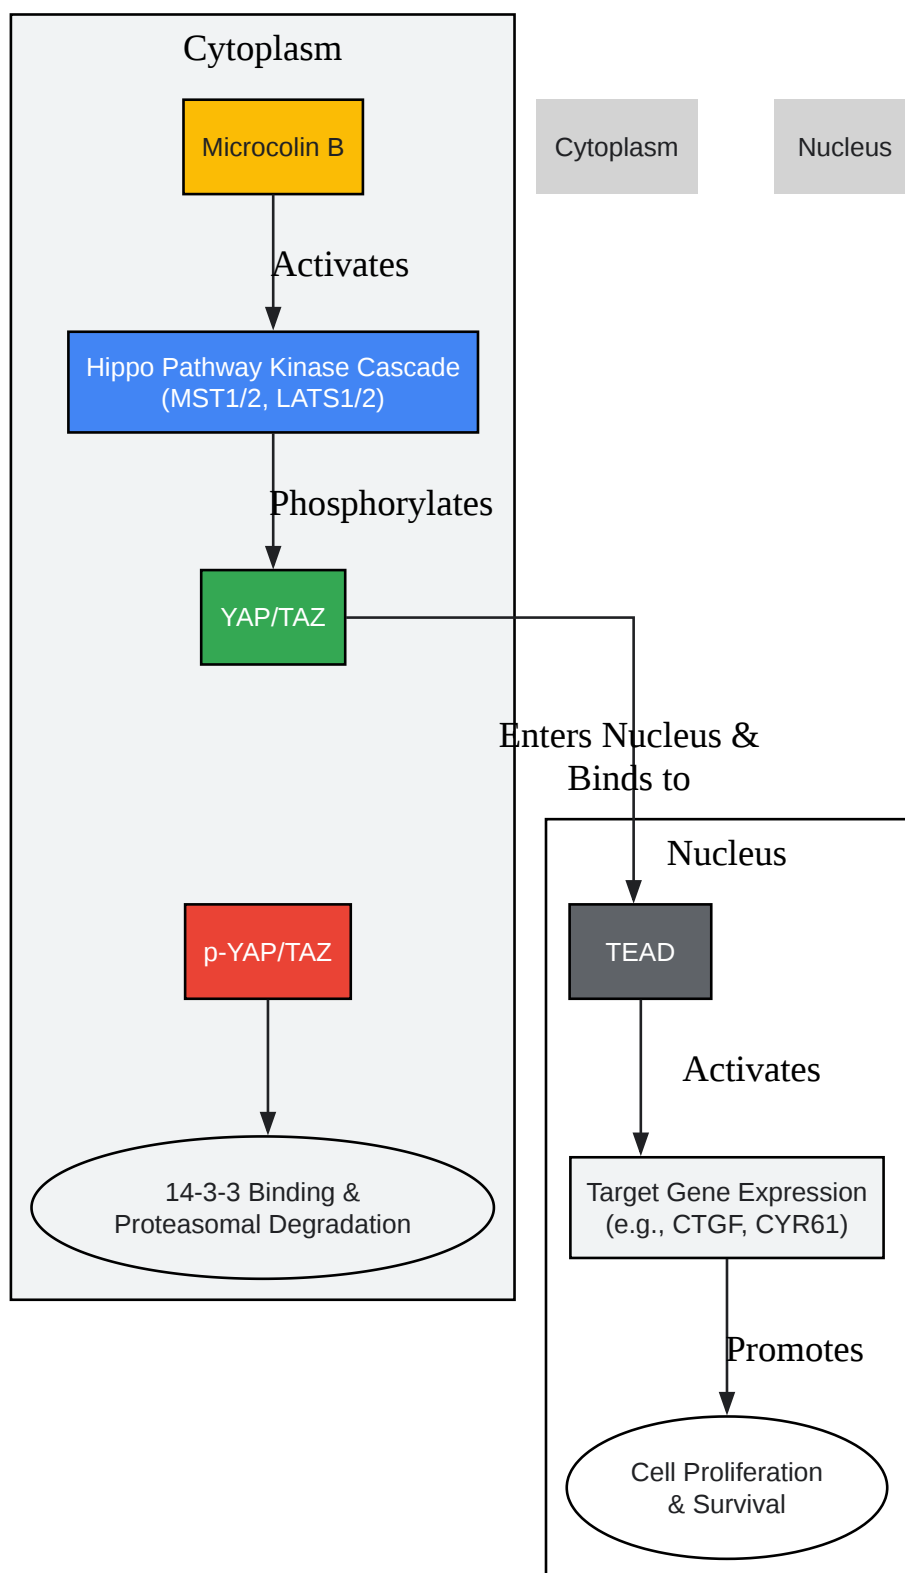 Cytoplasm
Microcolin B
Cytoplasm
Nucleus
Activates
Hippo Pathway Kinase Cascade
(MST1/2, LATS1/2)
Phosphorylates
YAP/TAZ
Enters Nucleus &
Binds to
Nucleus
p-YAP/TAZ
TEAD
Activates
14-3-3 Binding &
Proteasomal Degradation
Target Gene Expression
(e.g., CTGF, CYR61)
Promotes
Cell Proliferation
& Survival